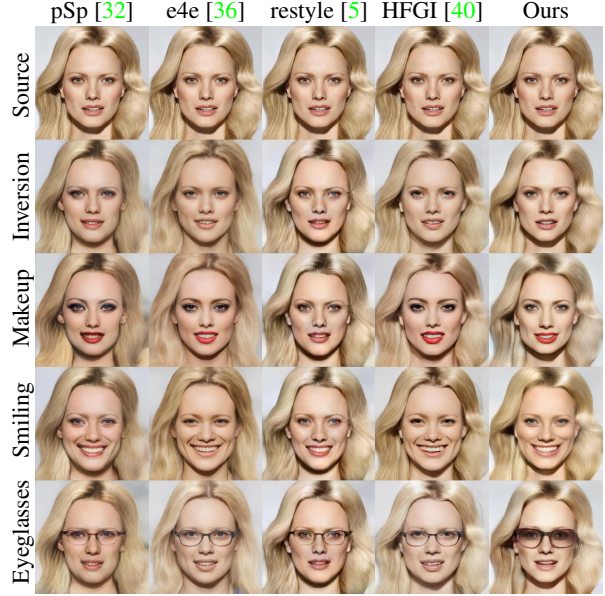 pSp [32] e4e [36] restyle [5] HFGI [40] Ours
Source
Inversion
Makeup
Smiling
Eyeglasses